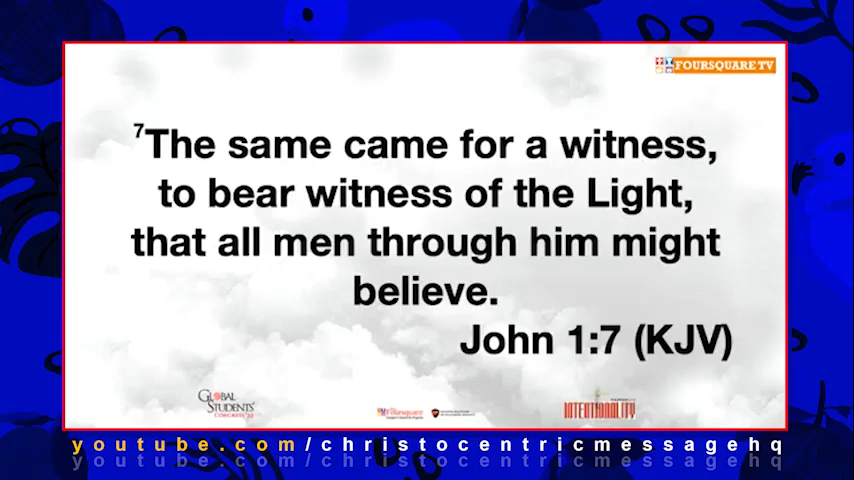 FOURSQUARE TV
7The same came for a witness,
to bear witness of the Light,
that all men through him might
believe.
John 1:7 (KJV)
GLOBAL
STUDENTS'
CONGRESS
INTENTIONALITY
youtube.com/christocentricmessagehq
youtube.com/christocentricmessagehq